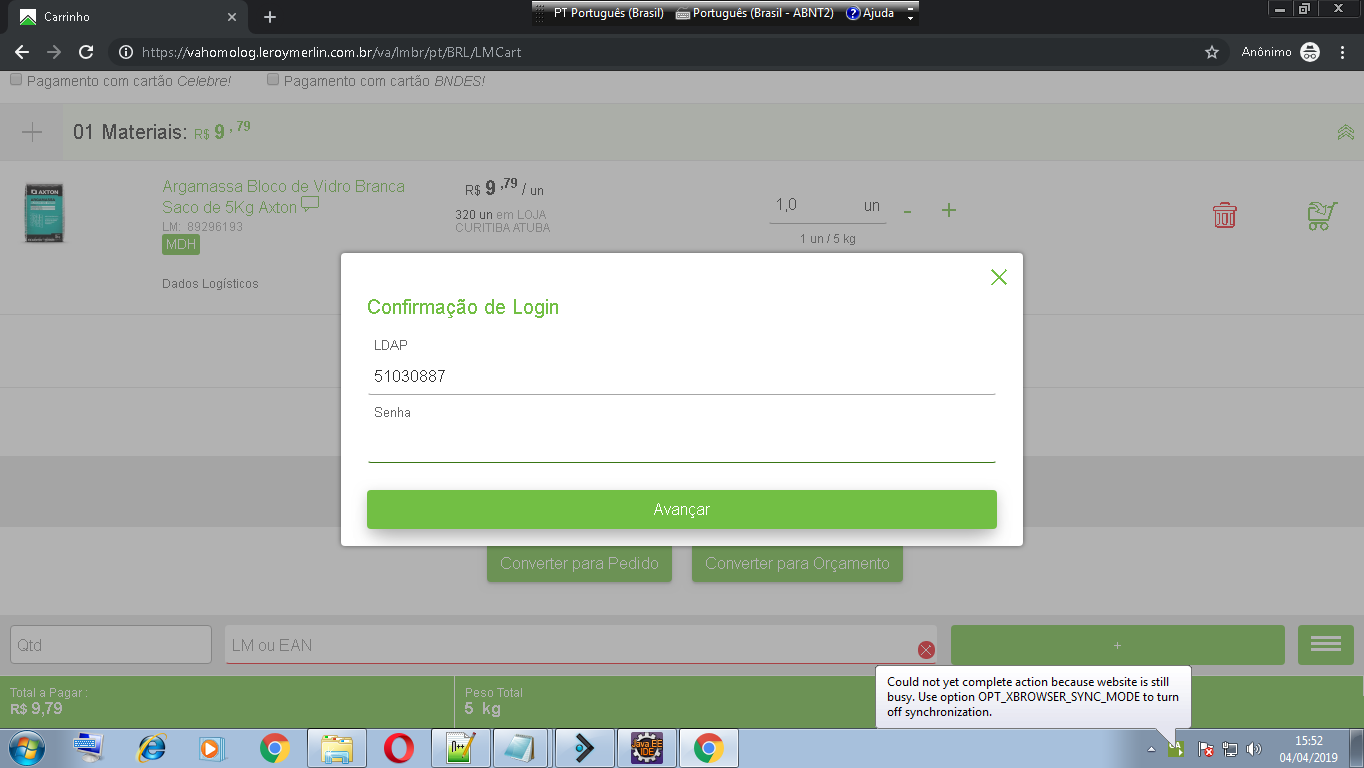 Carrinho
PT Português (Brasil) Português (Brasil - ABNT2) Ajuda
https://vahomolog.leroymerlin.com.br/va/lmbr/pt/BRL/LMCart
Anônimo
Pagamento com cartão Celebre! Pagamento com cartão BNDES!
01 Materiais: R$ 9,79
AXTON
Argamassa Bloco de Vidro Branca
Saco de 5Kg Axton
LM: 89296193
MDH
Dados Logísticos
R$ 9,79 / un
320 un em LOJA
CURITIBA ATUBA
1,0 un - +
1 un / 5 kg
Confirmação de Login
LDAP
51030887
Senha
Avançar
Converter para Pedido Converter para Orçamento
Qtd LM ou EAN +
Total a Pagar :
R$ 9,79
Peso Total
5 kg
Could not yet complete action because website is still
busy. Use option OPT_XBROWSER_SYNC_MODE to turn
off synchronization.
Java EE
IDE
15:52
04/04/2019